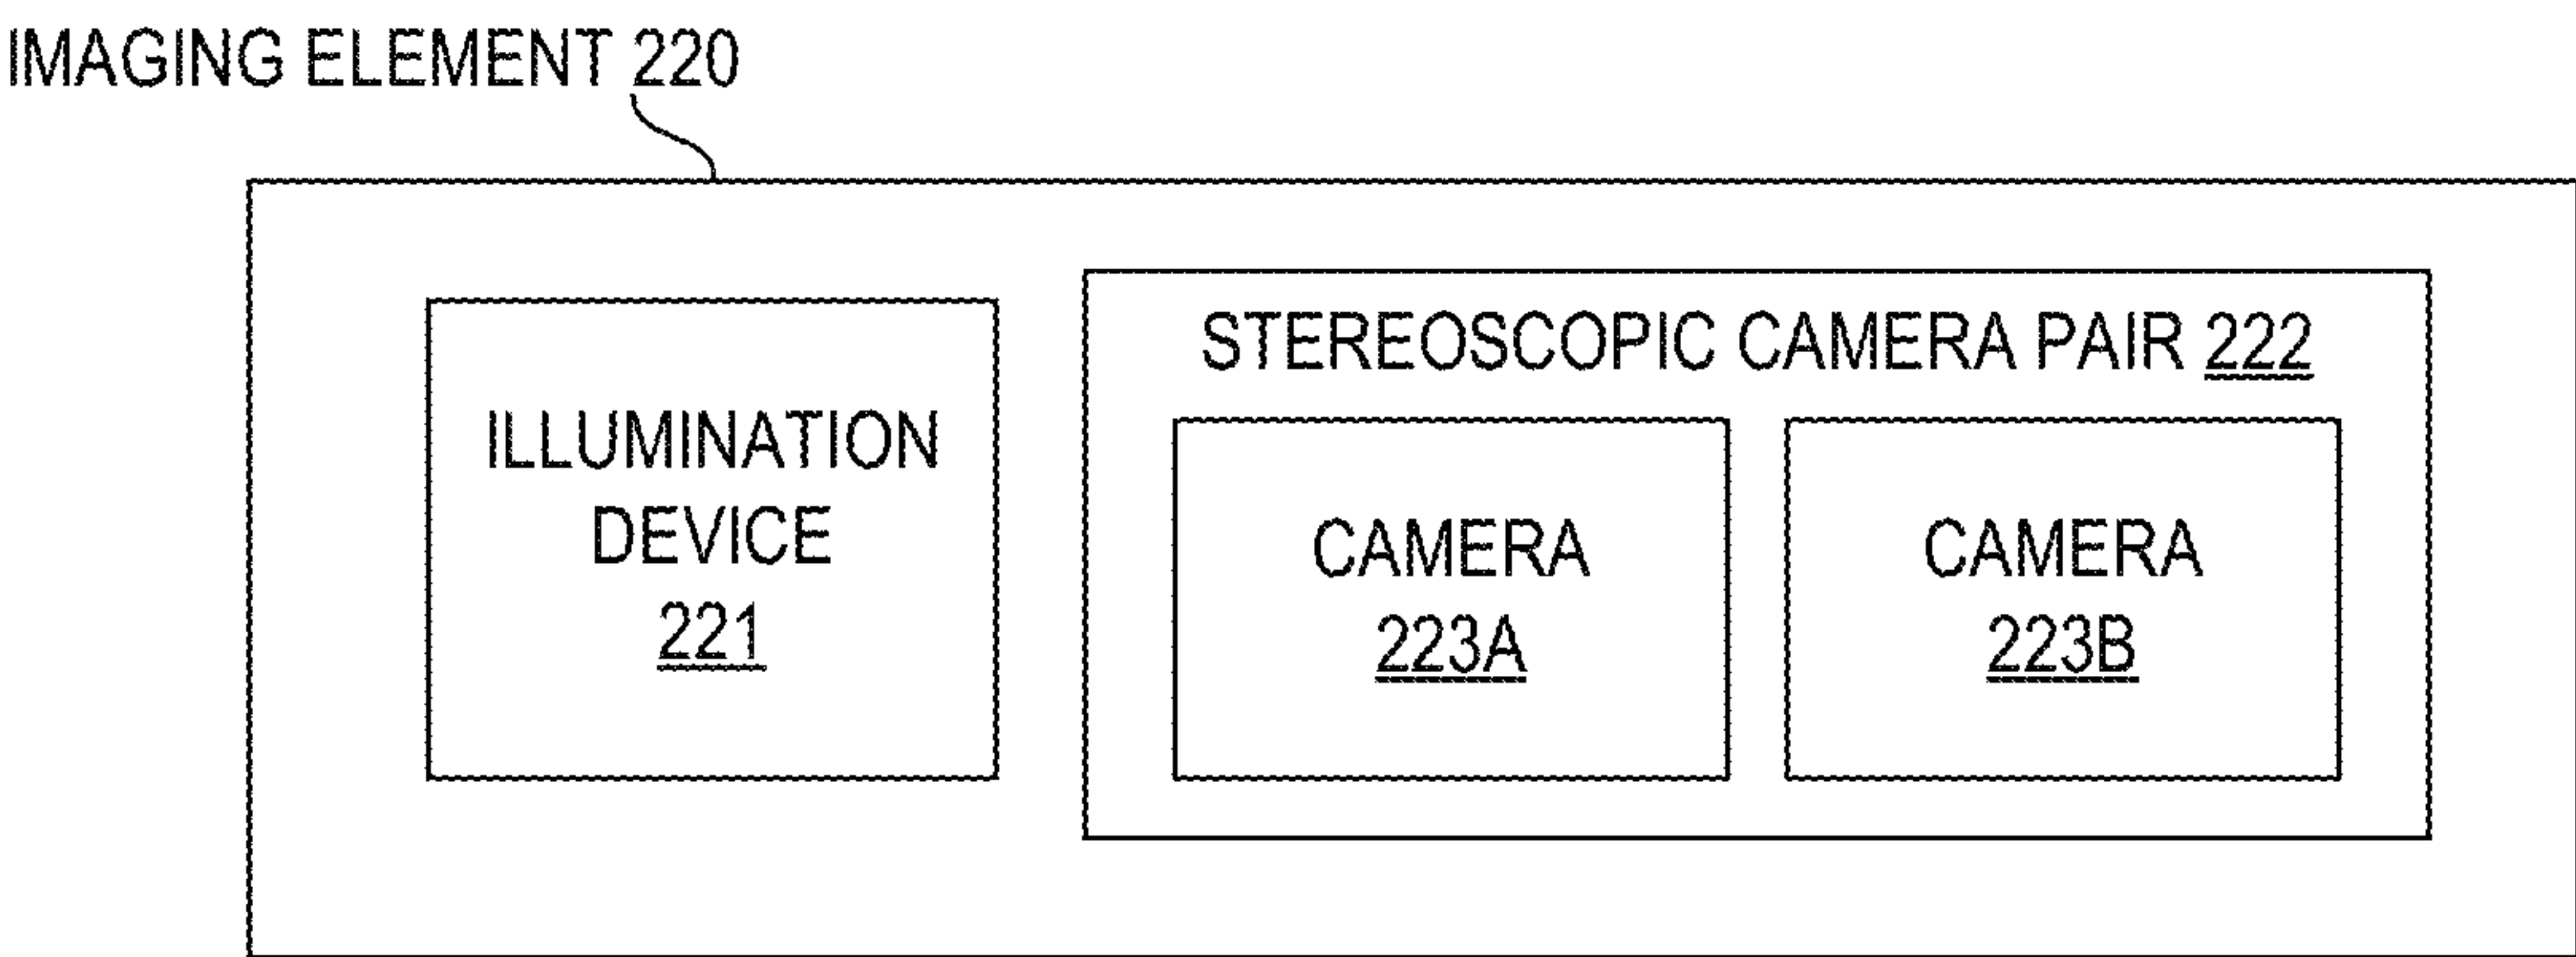 IMAGING ELEMENT 220
STEREOSCOPIC CAMERA PAIR 222
ILLUMINATION
DEVICE
221
CAMERA
223A
CAMERA
223B